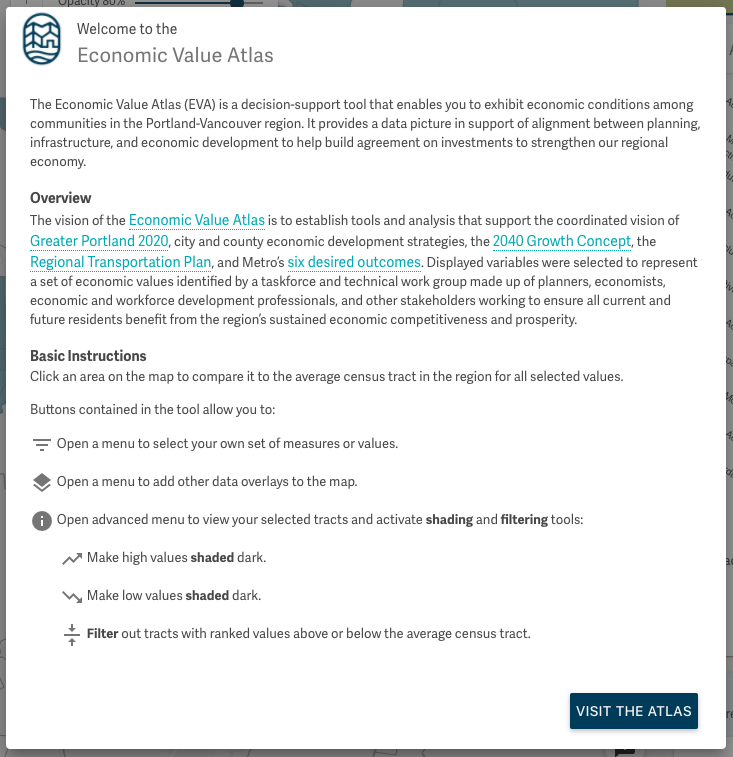 Opacity 80%
Welcome to the
Economic Value Atlas
The Economic Value Atlas (EVA) is a decision-support tool that enables you to exhibit economic conditions among
communities in the Portland-Vancouver region. It provides a data picture in support of alignment between planning,
infrastructure, and economic development to help build agreement on investments to strengthen our regional
economy.
Overview
The vision of the Economic Value Atlas is to establish tools and analysis that support the coordinated vision of
Greater Portland 2020, city and county economic development strategies, the 2040 Growth Concept, the
Regional Transportation Plan, and Metro's six desired outcomes. Displayed variables were selected to represent
a set of economic values identified by a taskforce and technical work group made up of planners, economists,
economic and workforce development professionals, and other stakeholders working to ensure all current and
future residents benefit from the region's sustained economic competitiveness and prosperity.
Basic Instructions
Click an area on the map to compare it to the average census tract in the region for all selected values.
Buttons contained in the tool allow you to:
Open a menu to select your own set of measures or values.
Open a menu to add other data overlays to the map.
Open advanced menu to view your selected tracts and activate shading and filtering tools:
Make high values shaded dark.
Make low values shaded dark.
Filter out tracts with ranked values above or below the average census tract.
VISIT THE ATLAS